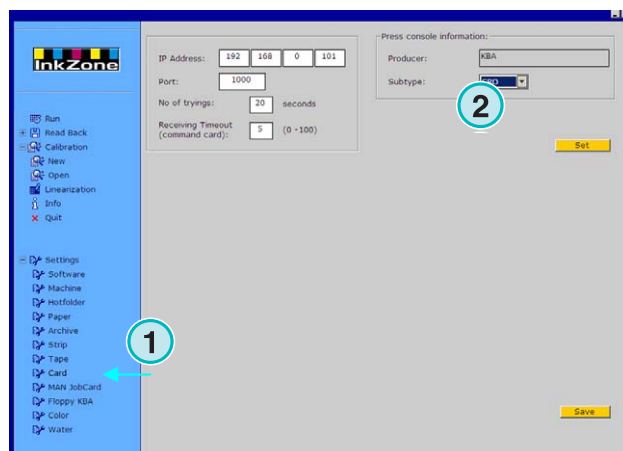 InkZone
Run
Read Back
Calibration
New
Open
Linearization
Info
Quit
Settings
Software
Machine
Hotfolder
Paper
Archive
Strip
Tape
Card
MAN JobCard
Floppy KBA
Color
Water
1
IP Address: 192 168 0 101
Port: 1000
No of tryings: 20 seconds
Receiving Timeout
(command card): 5 (0 -100)
Press console information:
Producer: KBA
Subtype:
2
Set
Save